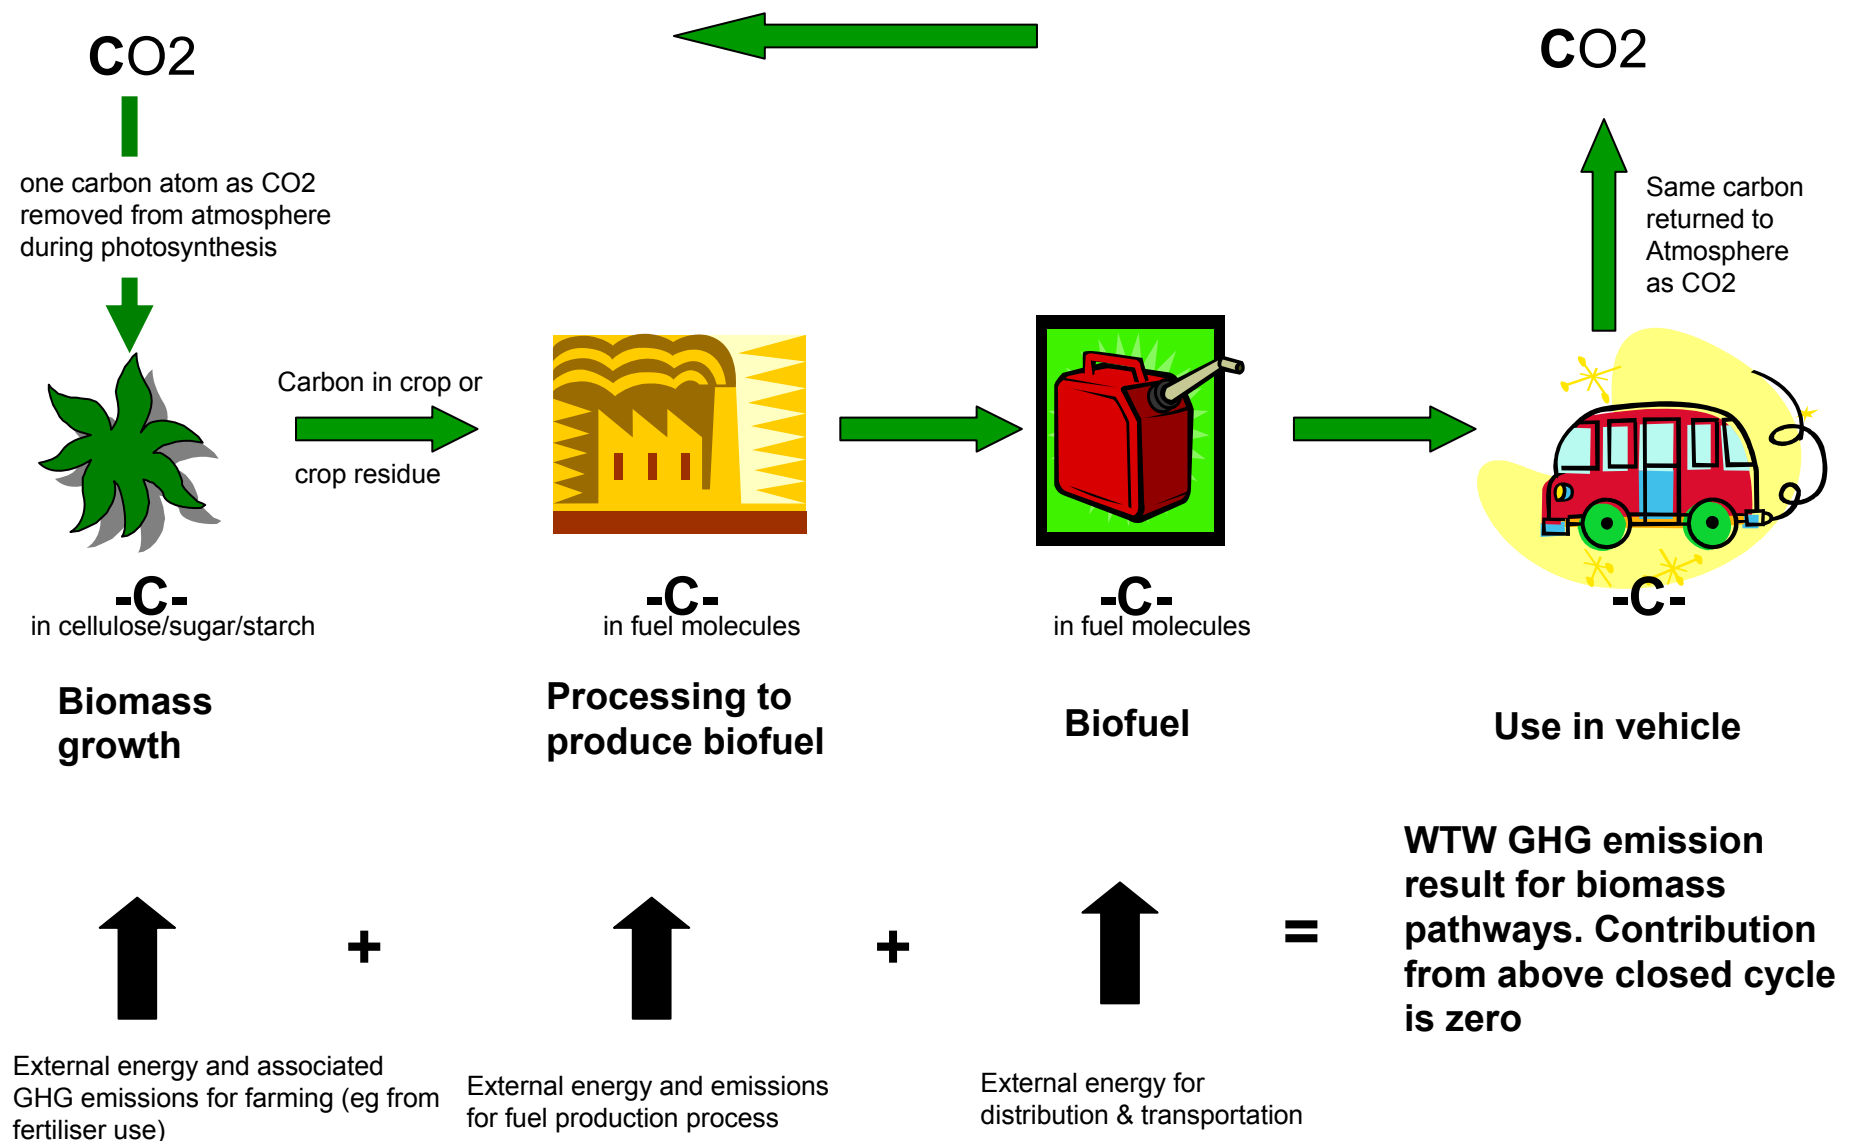 CO2
CO2
one carbon atom as CO2
removed from atmosphere
during photosynthesis
Same carbon
returned to
Atmosphere
as CO2
Carbon in crop or
crop residue
-C-
in cellulose/sugar/starch
-C-
in fuel molecules
-C-
in fuel molecules
-C-
Biomass
growth
Processing to
produce biofuel
Biofuel
Use in vehicle
+
+
=
WTW GHG emission
result for biomass
pathways. Contribution
from above closed cycle
is zero
External energy and associated
GHG emissions for farming (eg from
fertiliser use)
External energy and emissions
for fuel production process
External energy for
distribution & transportation